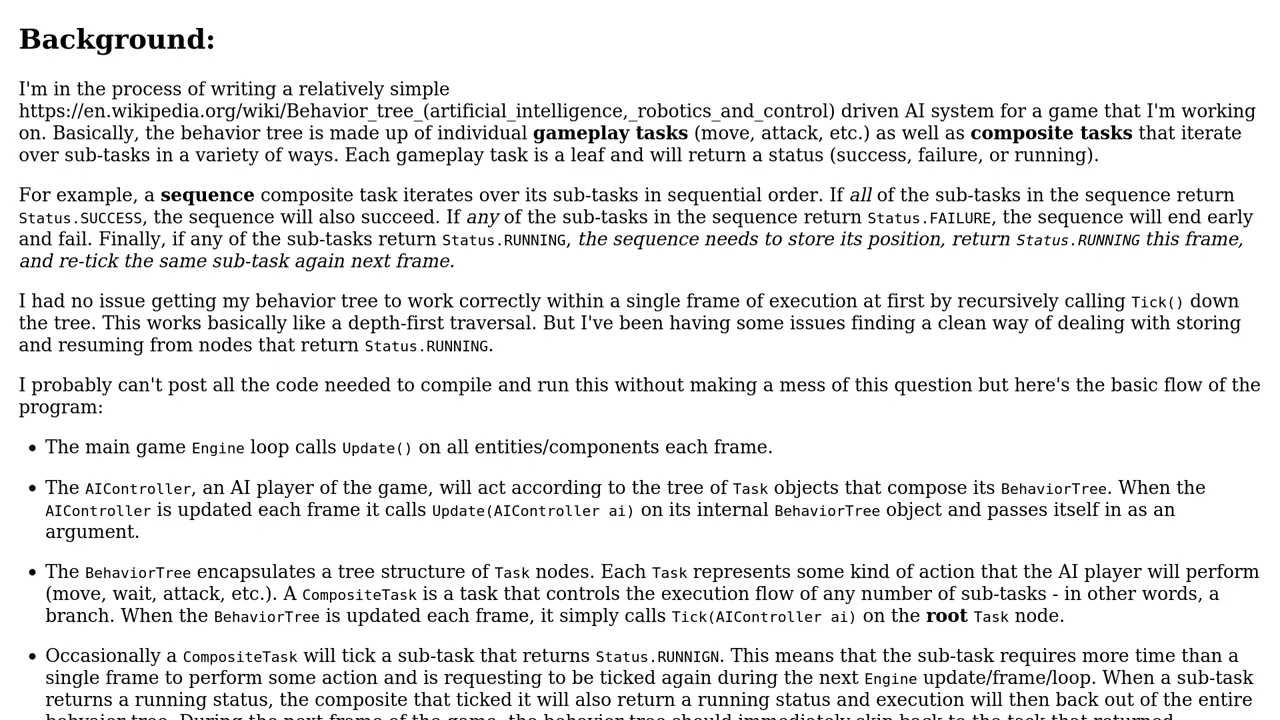 Background:
I'm in the process of writing a relatively simple
https://en.wikipedia.org/wiki/Behavior_tree_(artificial_intelligence,_robotics_and_control) driven AI system for a game that I'm working
on. Basically, the behavior tree is made up of individual gameplay tasks (move, attack, etc.) as well as composite tasks that iterate
over sub-tasks in a variety of ways. Each gameplay task is a leaf and will return a status (success, failure, or running).
For example, a sequence composite task iterates over its sub-tasks in sequential order. If all of the sub-tasks in the sequence return
Status.SUCCESS, the sequence will also succeed. If any of the sub-tasks in the sequence return Status.FAILURE, the sequence will end early
and fail. Finally, if any of the sub-tasks return Status.RUNNING, the sequence needs to store its position, return Status.RUNNING this frame,
and re-tick the same sub-task again next frame.
I had no issue getting my behavior tree to work correctly within a single frame of execution at first by recursively calling Tick() down
the tree. This works basically like a depth-first traversal. But I've been having some issues finding a clean way of dealing with storing
and resuming from nodes that return Status.RUNNING.
I probably can't post all the code needed to compile and run this without making a mess of this question but here's the basic flow of the
program:
• The main game Engine loop calls Update() on all entities/components each frame.
• The AIController, an AI player of the game, will act according to the tree of Task objects that compose its BehaviorTree. When the
AIController is updated each frame it calls Update(AIController ai) on its internal BehaviorTree object and passes itself in as an
argument.
• The BehaviorTree encapsulates a tree structure of Task nodes. Each Task represents some kind of action that the AI player will perform
(move, wait, attack, etc.). A CompositeTask is a task that controls the execution flow of any number of sub-tasks - in other words, a
branch. When the BehaviorTree is updated each frame, it simply calls Tick(AIController ai) on the root Task node.
• Occasionally a CompositeTask will tick a sub-task that returns Status.RUNNIGN. This means that the sub-task requires more time than a
single frame to perform some action and is requesting to be ticked again during the next Engine update/frame/loop. When a sub-task
returns a running status, the composite that ticked it will also return a running status and execution will then back out of the entire
behvaior tree. During the next frame of the game, the behavior tree should immediately skip back to the task that returned